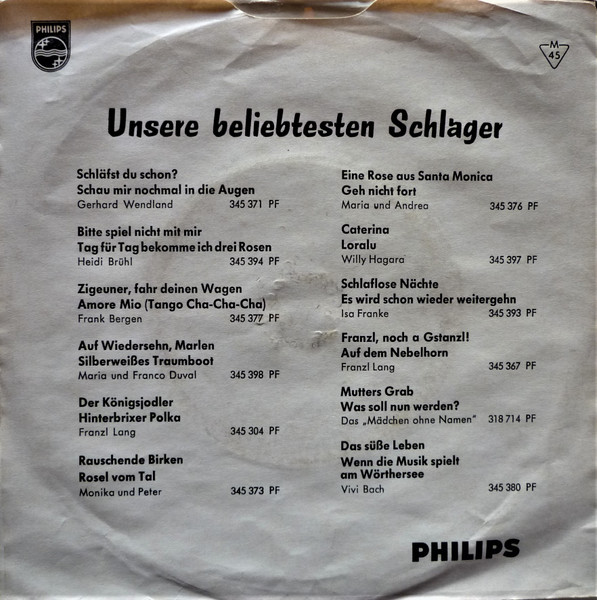 PHILIPS
M
45
Unsere beliebtesten Schlager
Schläfst du schon?
Schau mir nochmal in die Augen
Gerhard Wendland 345 371 PF
Bitte spiel nicht mit mir
Tag für Tag bekomme ich drei Rosen
Heidi Brühl 345 394 PF
Zigeuner, fahr deinen Wagen
Amore Mio (Tango Cha-Cha-Cha)
Frank Bergen 345 377 PF
Auf Wiedersehn, Marlen
Silberweißes Traumboot
Maria und Franco Duval 345 398 PF
Der Königsjodler
Hinterbrixer Polka
Franzl Lang 345 304 PF
Rauschende Birken
Rosel vom Tal
Monika und Peter 345 373 PF
Eine Rose aus Santa Monica
Geh nicht fort
Maria und Andrea 345 376 PF
Caterina
Loralu
Willy Hagara 345 397 PF
Schlaflose Nächte
Es wird schon wieder weitergehn
Isa Franke 345 393 PF
Franzl, noch a Gstanzl!
Auf dem Nebelhorn
Franzl Lang 345 367 PF
Mutters Grab
Was soll nun werden?
Das „Mädchen ohne Namen" 318 714 PF
Das süße Leben
Wenn die Musik spielt
am Wörthersee
Vivi Bach 345 380 PF
PHILIPS